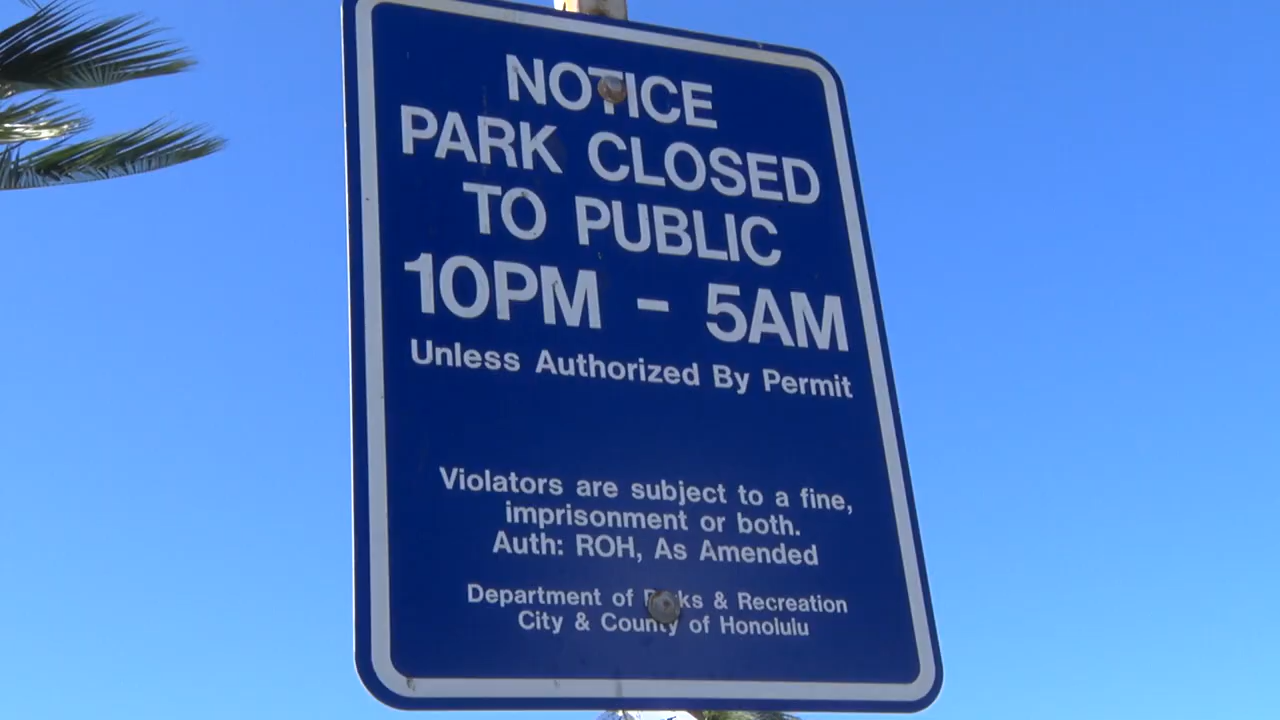 NOTICE
PARK CLOSED
TO PUBLIC
10PM - 5AM
Unless Authorized By Permit
Violators are subject to a fine,
imprisonment or both.
Auth: ROH, As Amended
Department of Parks & Recreation
City & County of Honolulu